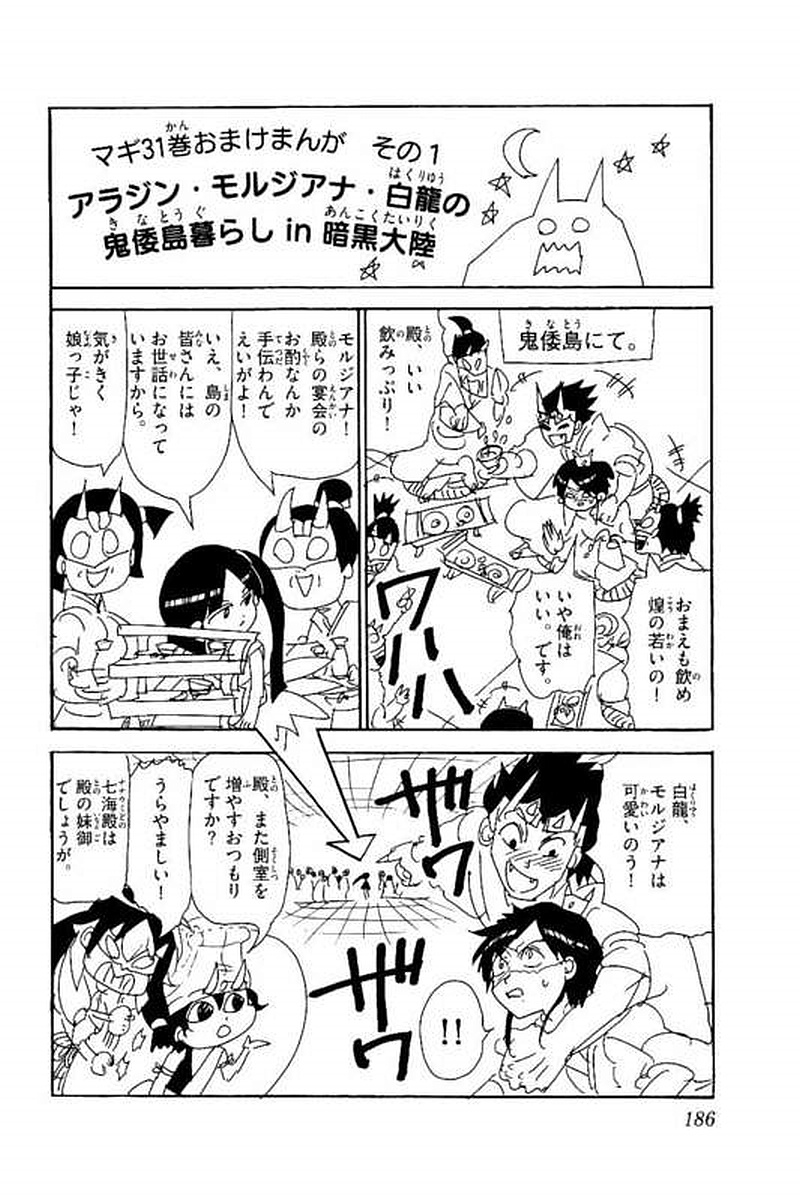 マギ31巻おまけまんが その1
アラジン・モルジアナ・白龍の
鬼倭島暮らし in 暗黒大陸
鬼倭島にて。
殿、いい
飲みっぷり!
おまえも飲め
煌の若いの!
いや俺は
いい。です。
ワハハハ
モルジアナ!
殿らの宴会の
お酌なんか
手伝わんで
えいがよ!
いえ、島の
皆さんには
お世話になって
いますから。
気がきく
娘っ子じゃ!
白龍、
モルジアナは
可愛いのう!
ザワ
ザワ
!!
殿、また側室を
増やすおつもり
ですか?
うらやましい!
七海殿は
殿の妹御
でしょうが。
186